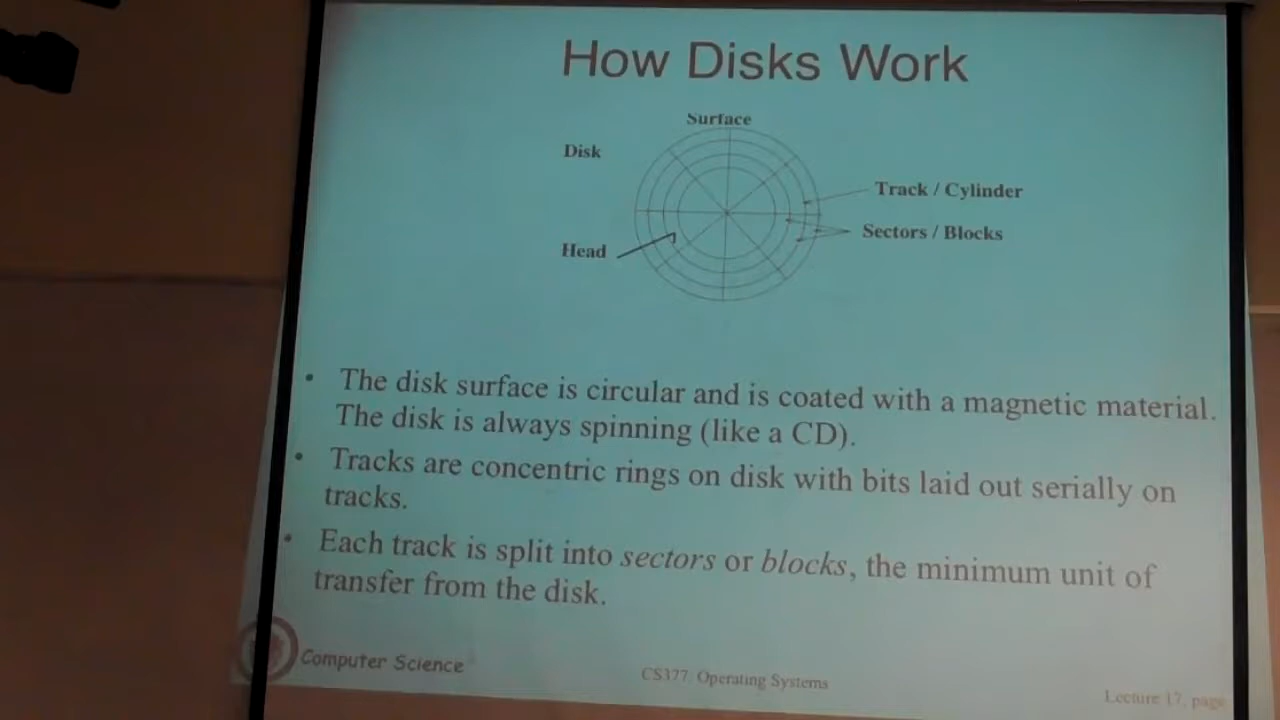 How Disks Work
Surface
Disk
Track / Cylinder
Sectors / Blocks
Head
• The disk surface is circular and is coated with a magnetic material.
The disk is always spinning (like a CD).
• Tracks are concentric rings on disk with bits laid out serially on
tracks.
• Each track is split into sectors or blocks, the minimum unit of
transfer from the disk.
Computer Science
CS377: Operating Systems
Lecture 17, page